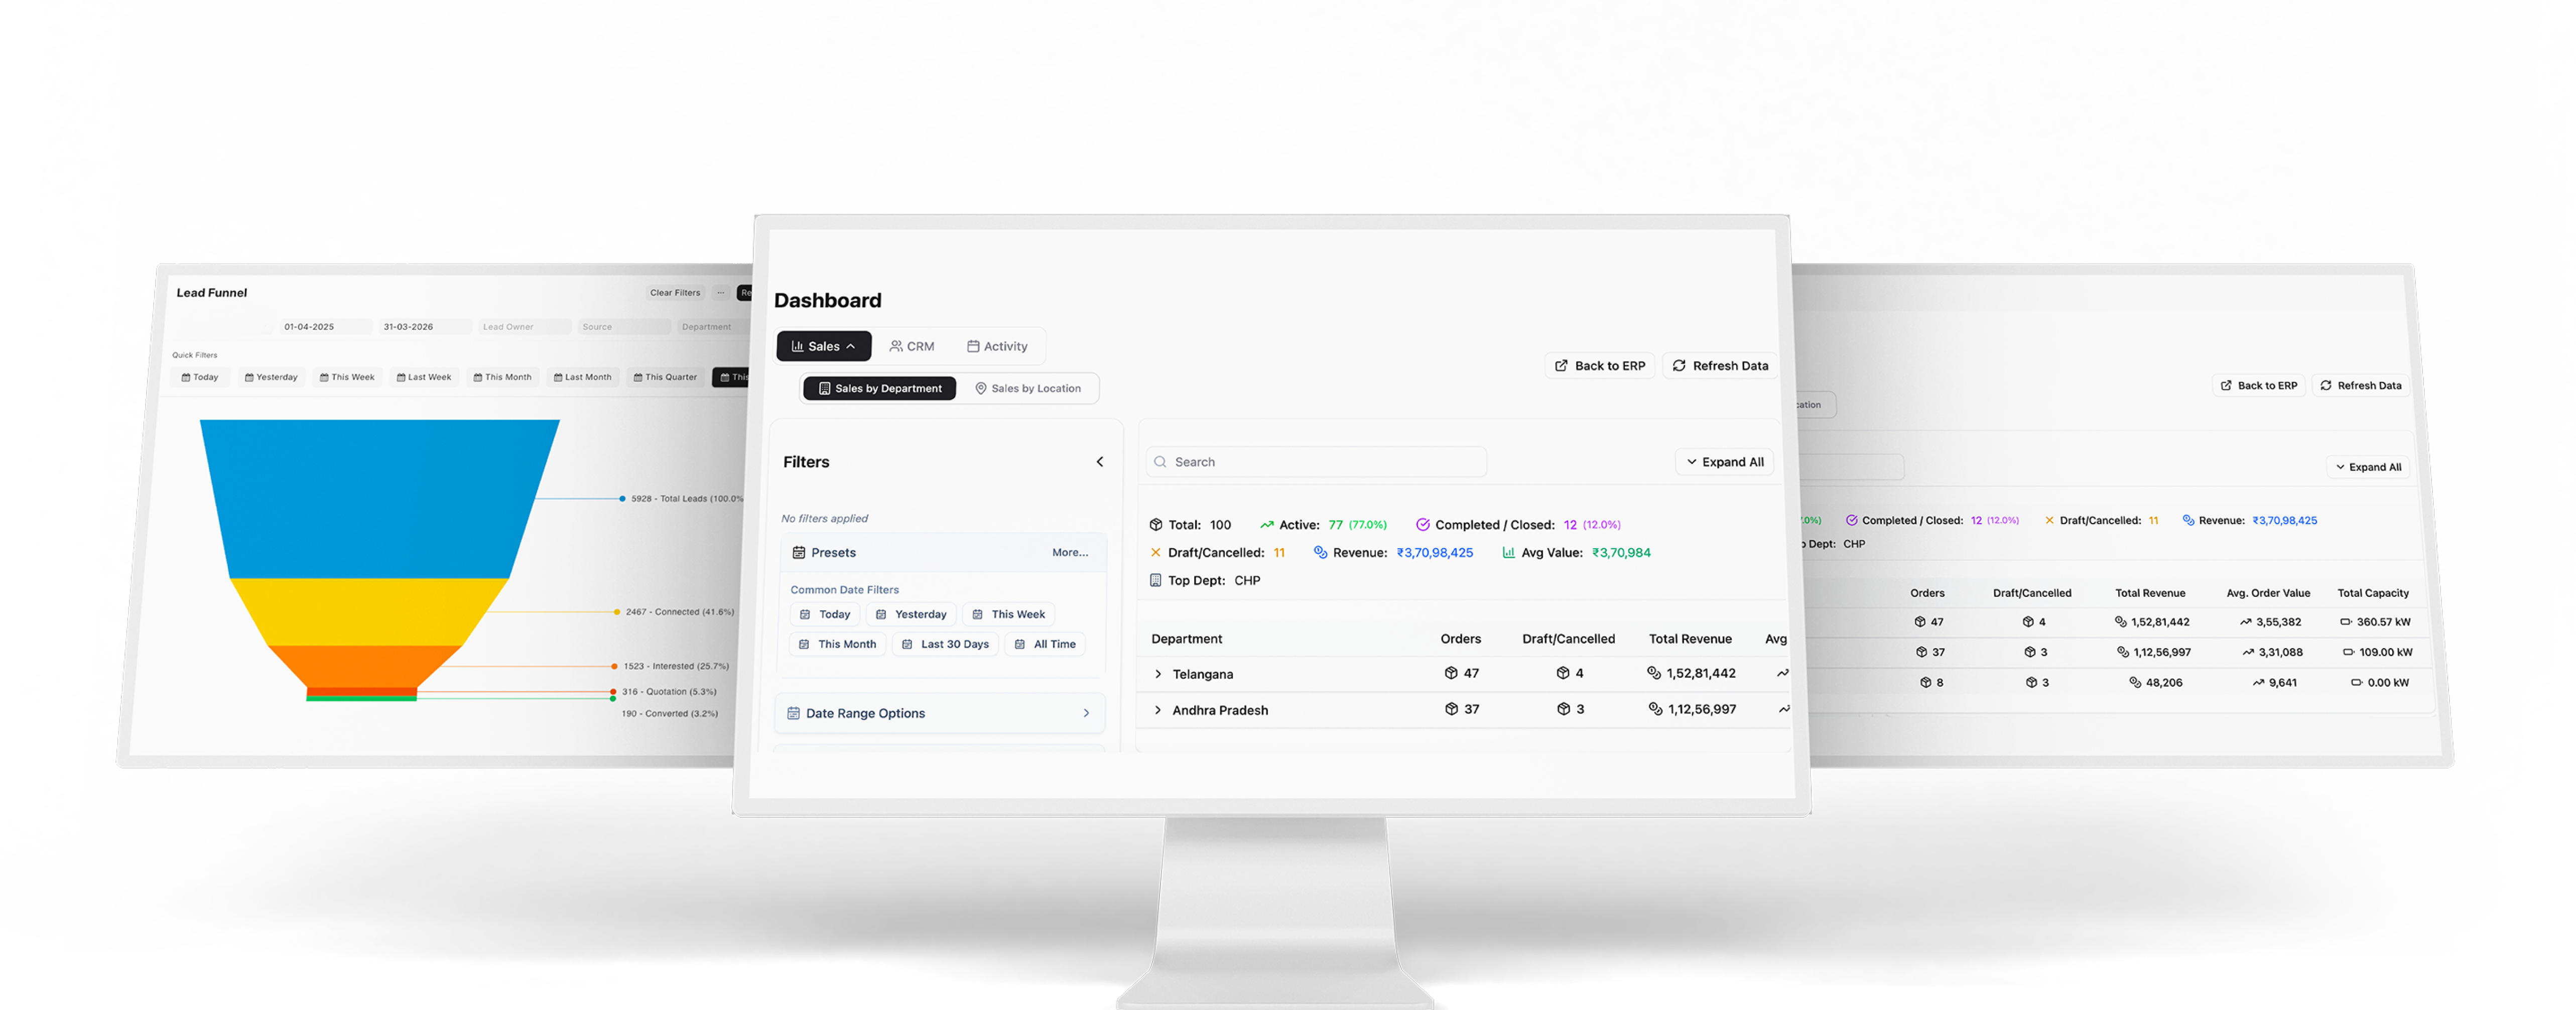 Lead Funnel
Clear Filters ... Re
01-04-2025 31-03-2026 Lead Owner Source Department
Quick Filters
Today Yesterday This Week Last Week This Month Last Month This Quarter This
5928 - Total Leads (100.0%
2467 - Connected (41.6%)
1523 - Interested (25.7%)
316 - Quotation (5.3%)
190 - Converted (3.2%)
Dashboard
Sales CRM Activity
Back to ERP Refresh Data
Sales by Department Sales by Location
Filters
Search
Expand All
No filters applied
Presets More...
Common Date Filters
Today Yesterday This Week
This Month Last 30 Days All Time
Date Range Options
Total: 100 Active: 77 (77.0%) Completed / Closed: 12 (12.0%)
Draft/Cancelled: 11 Revenue: ₹3,70,98,425 Avg Value: ₹3,70,984
Top Dept: CHP
Department Orders Draft/Cancelled Total Revenue Avg
Telangana 47 4 1,52,81,442
Andhra Pradesh 37 3 1,12,56,997
Back to ERP Refresh Data
cation
Expand All
.0%) Completed / Closed: 12 (12.0%) Draft/Cancelled: 11 Revenue: ₹3,70,98,425
p Dept: CHP
Orders Draft/Cancelled Total Revenue Avg. Order Value Total Capacity
47 4 1,52,81,442 3,55,382 360.57 kW
37 3 1,12,56,997 3,31,088 109.00 kW
8 3 48,206 9,641 0.00 kW